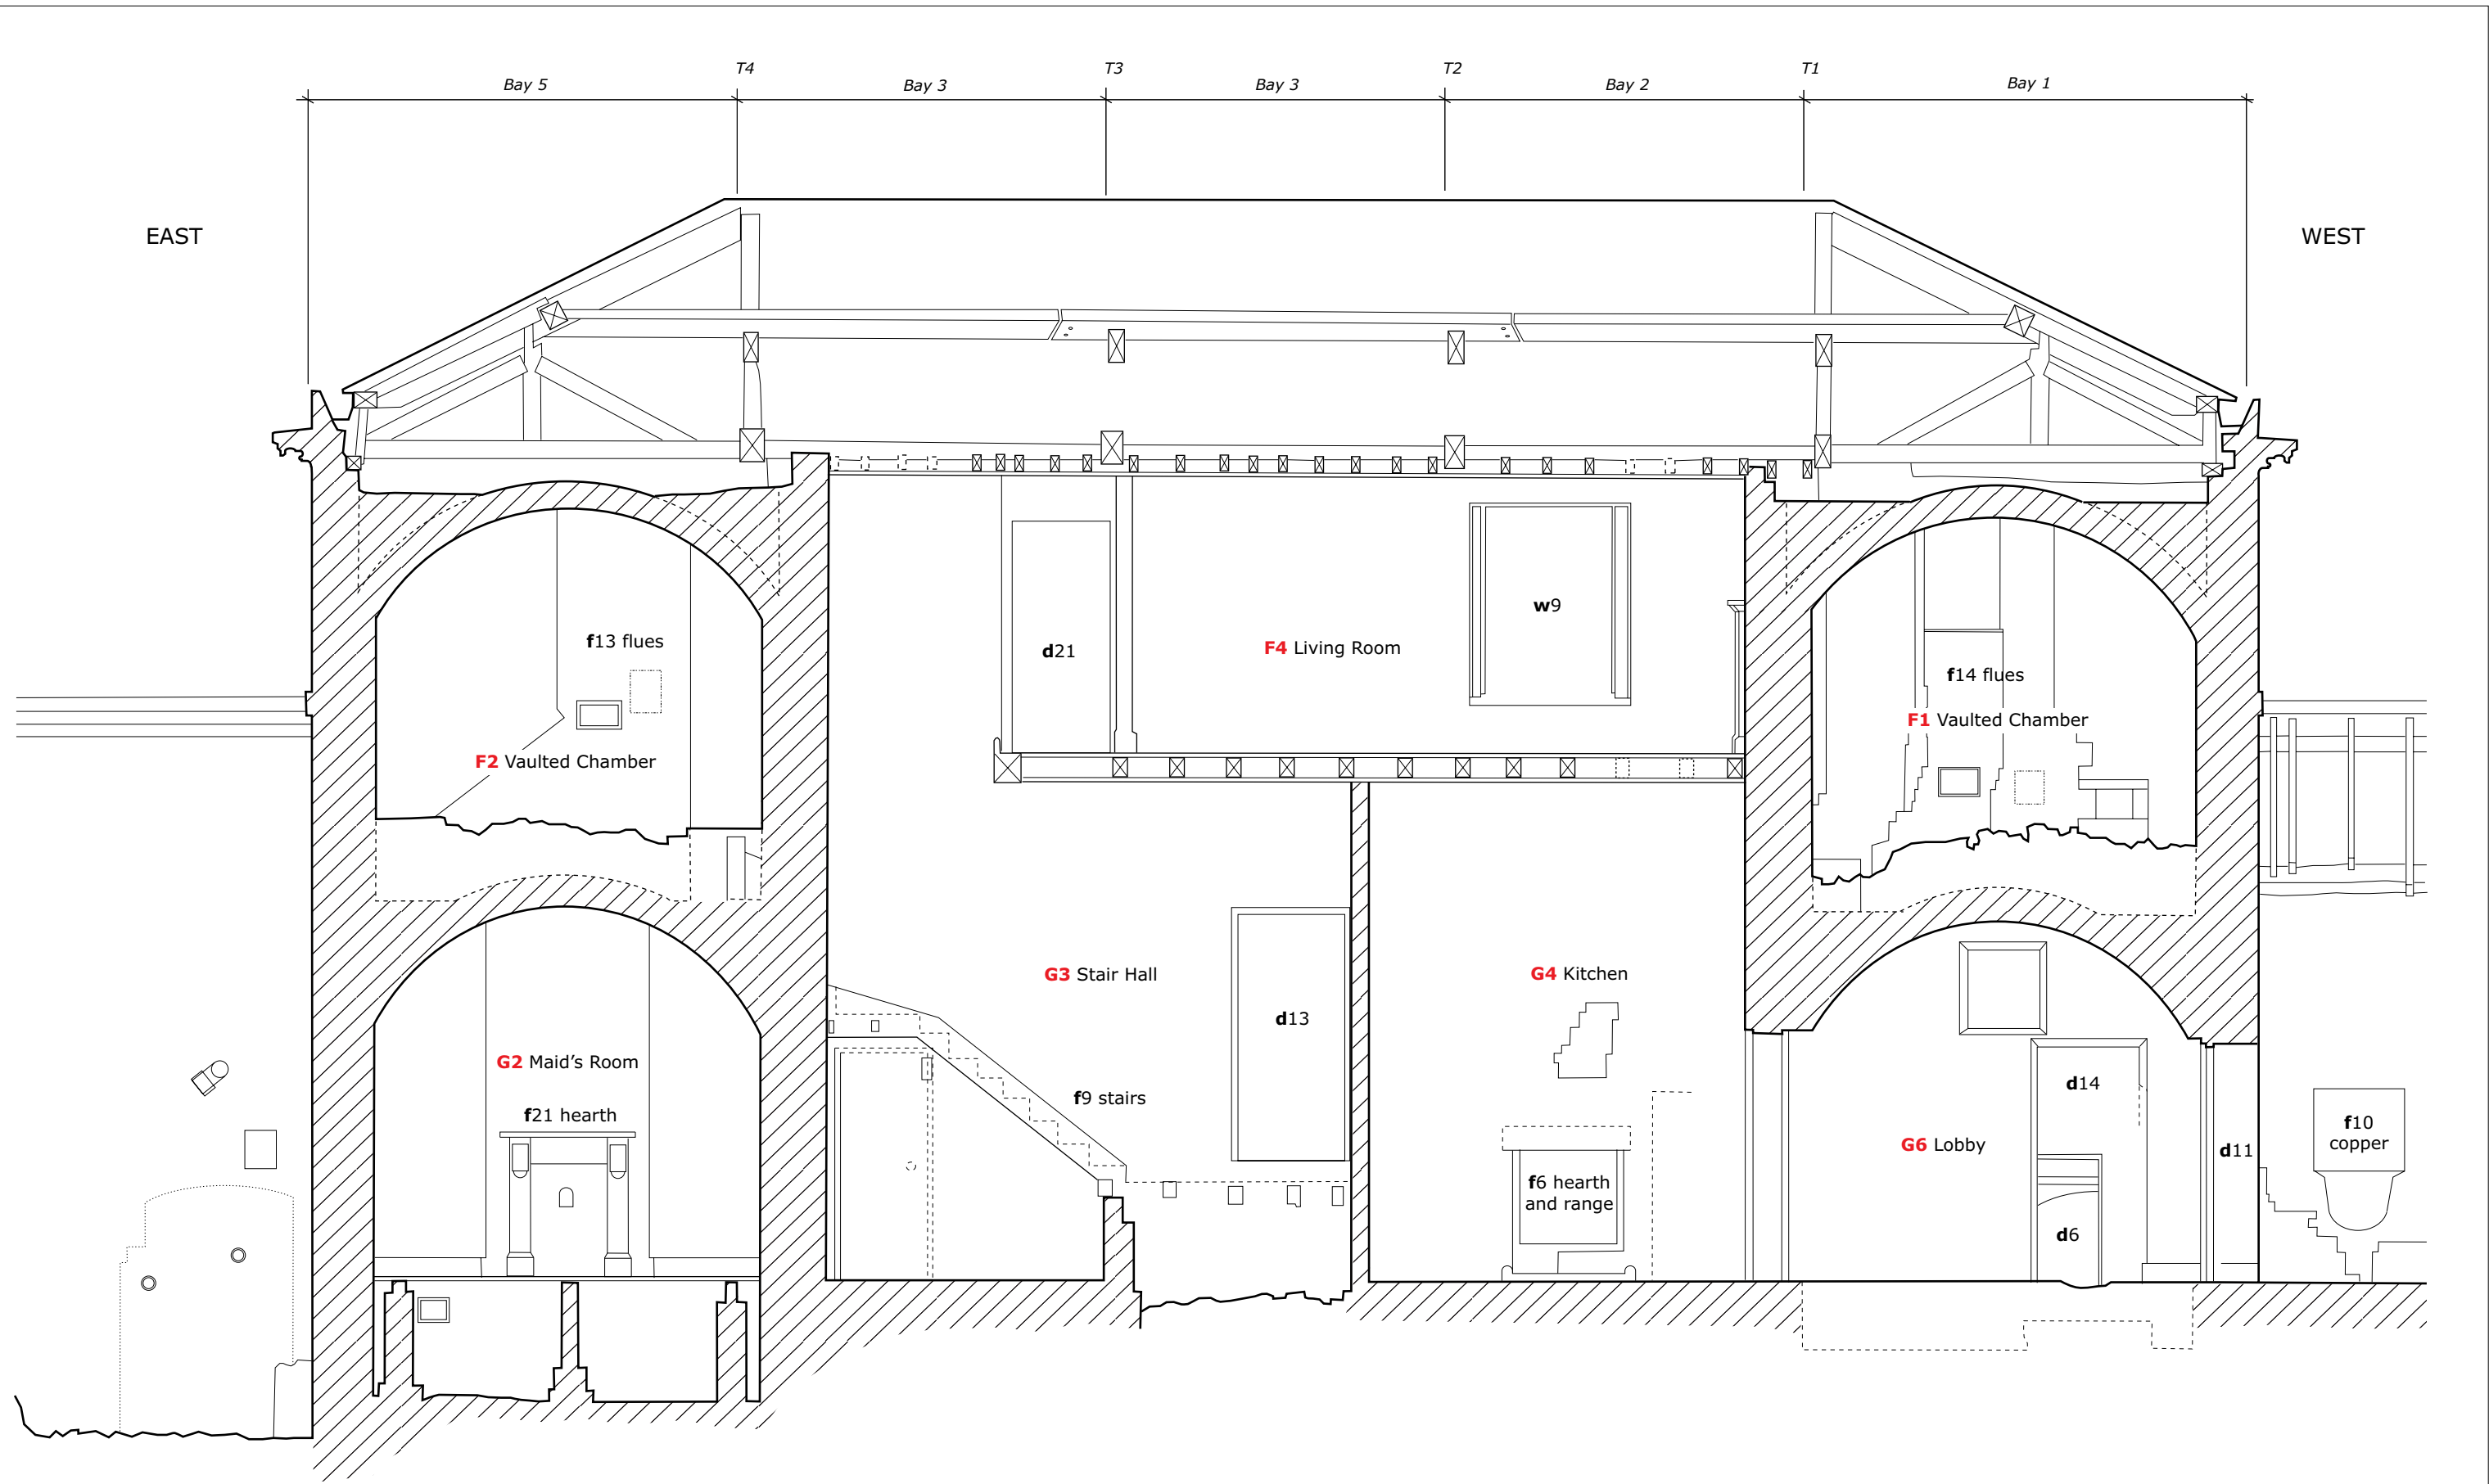 T4
T3
T2
T1
Bay 5
Bay 3
Bay 3
Bay 2
Bay 1
EAST
WEST
w9
f13 flues
d21
F4 Living Room
f14 flues
F1 Vaulted Chamber
F2 Vaulted Chamber
G3 Stair Hall
G4 Kitchen
d13
G2 Maid's Room
f9 stairs
d14
f21 hearth
f10
copper
G6 Lobby
d11
f6 hearth
and range
d6